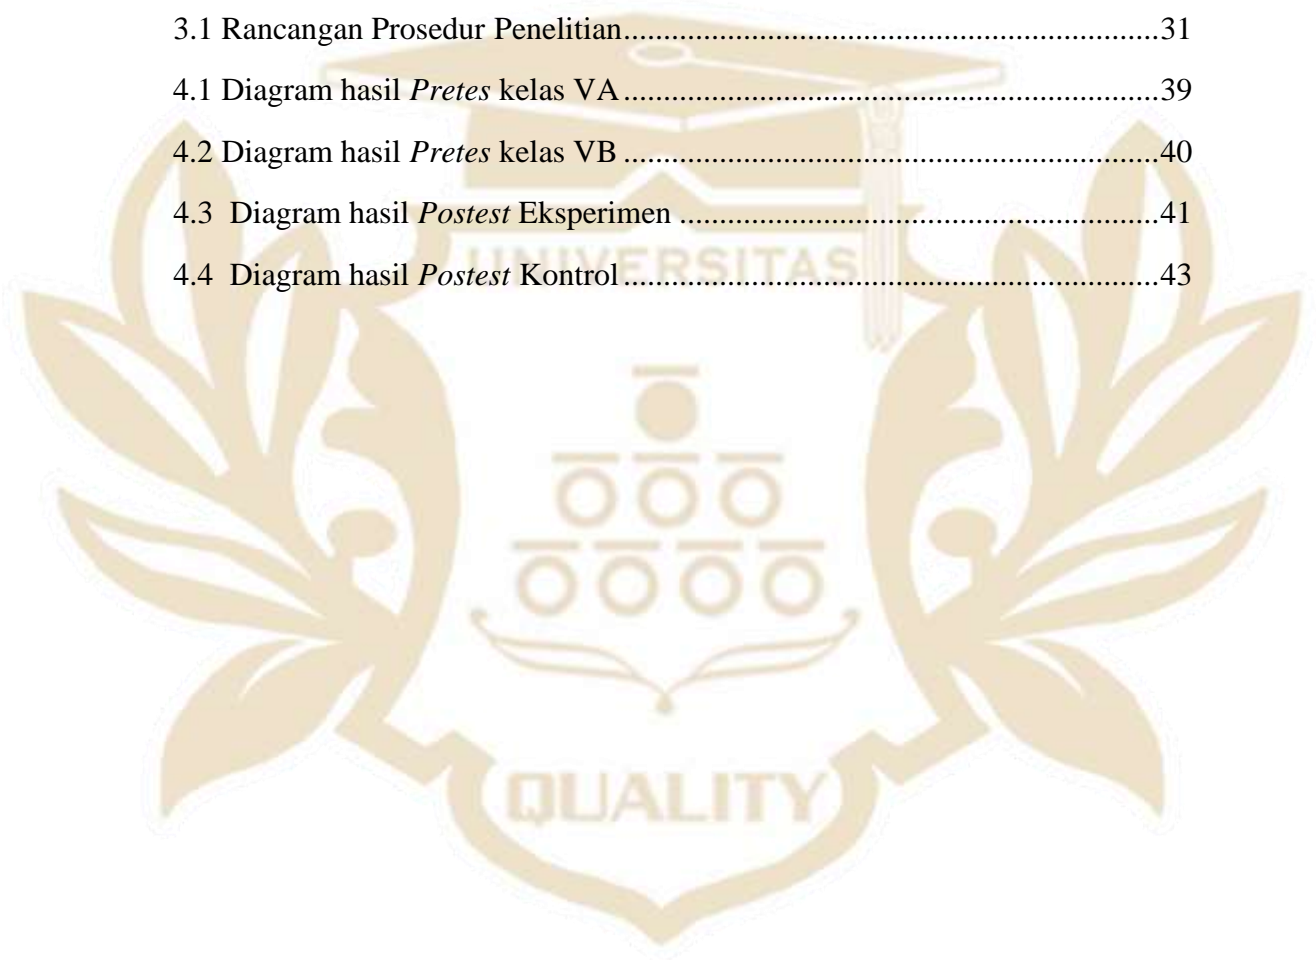 3.1 Rancangan Prosedur Penelitian....................................................................31
4.1 Diagram hasil Pretes kelas VA....................................................................39
4.2 Diagram hasil Pretes kelas VB ....................................................................40
4.3  Diagram hasil Postest Eksperimen .............................................................41
4.4  Diagram hasil Postest Kontrol....................................................................43
UNIVERSITAS
QUALITY